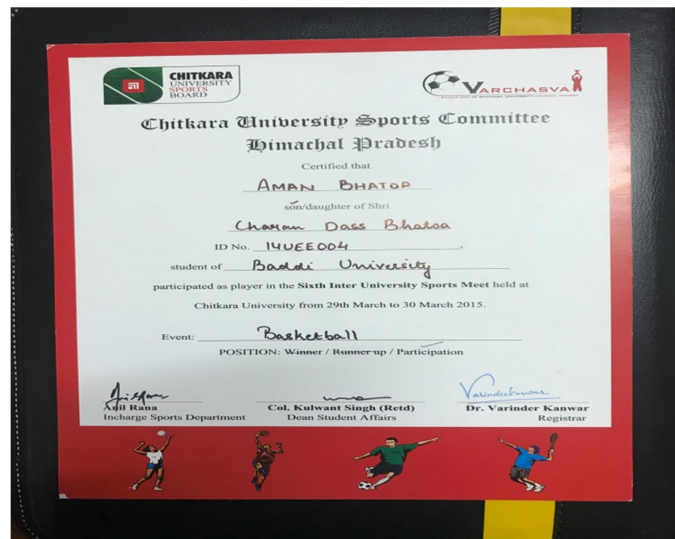 CHITKARA
UNIVERSITY
SPORTS
BOARD
VARCHASVA
Chitkara University Sports Committee
Himachal Pradesh
Certified that
AMAN BHATOA
son/daughter of Shri
Charan Dass Bhatoa
ID No. 14UEE004
student of Baddi University
participated as player in the Sixth Inter University Sports Meet held at
Chitkara University from 29th March to 30 March 2015.
Event: Basketball
POSITION: Winner / Runner up / Participation
Anil Rana Col. Kulwant Singh (Retd) Dr. Varinder Kanwar
Incharge Sports Department Dean Student Affairs Registrar